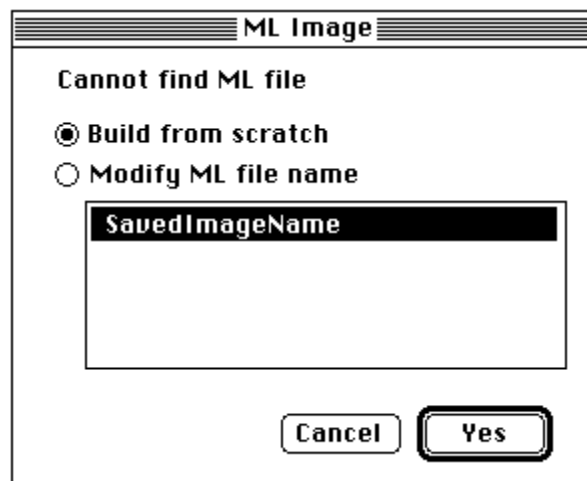 ML Image
Cannot find ML file
Build from scratch
Modify ML file name
SavedImageName
Cancel
Yes